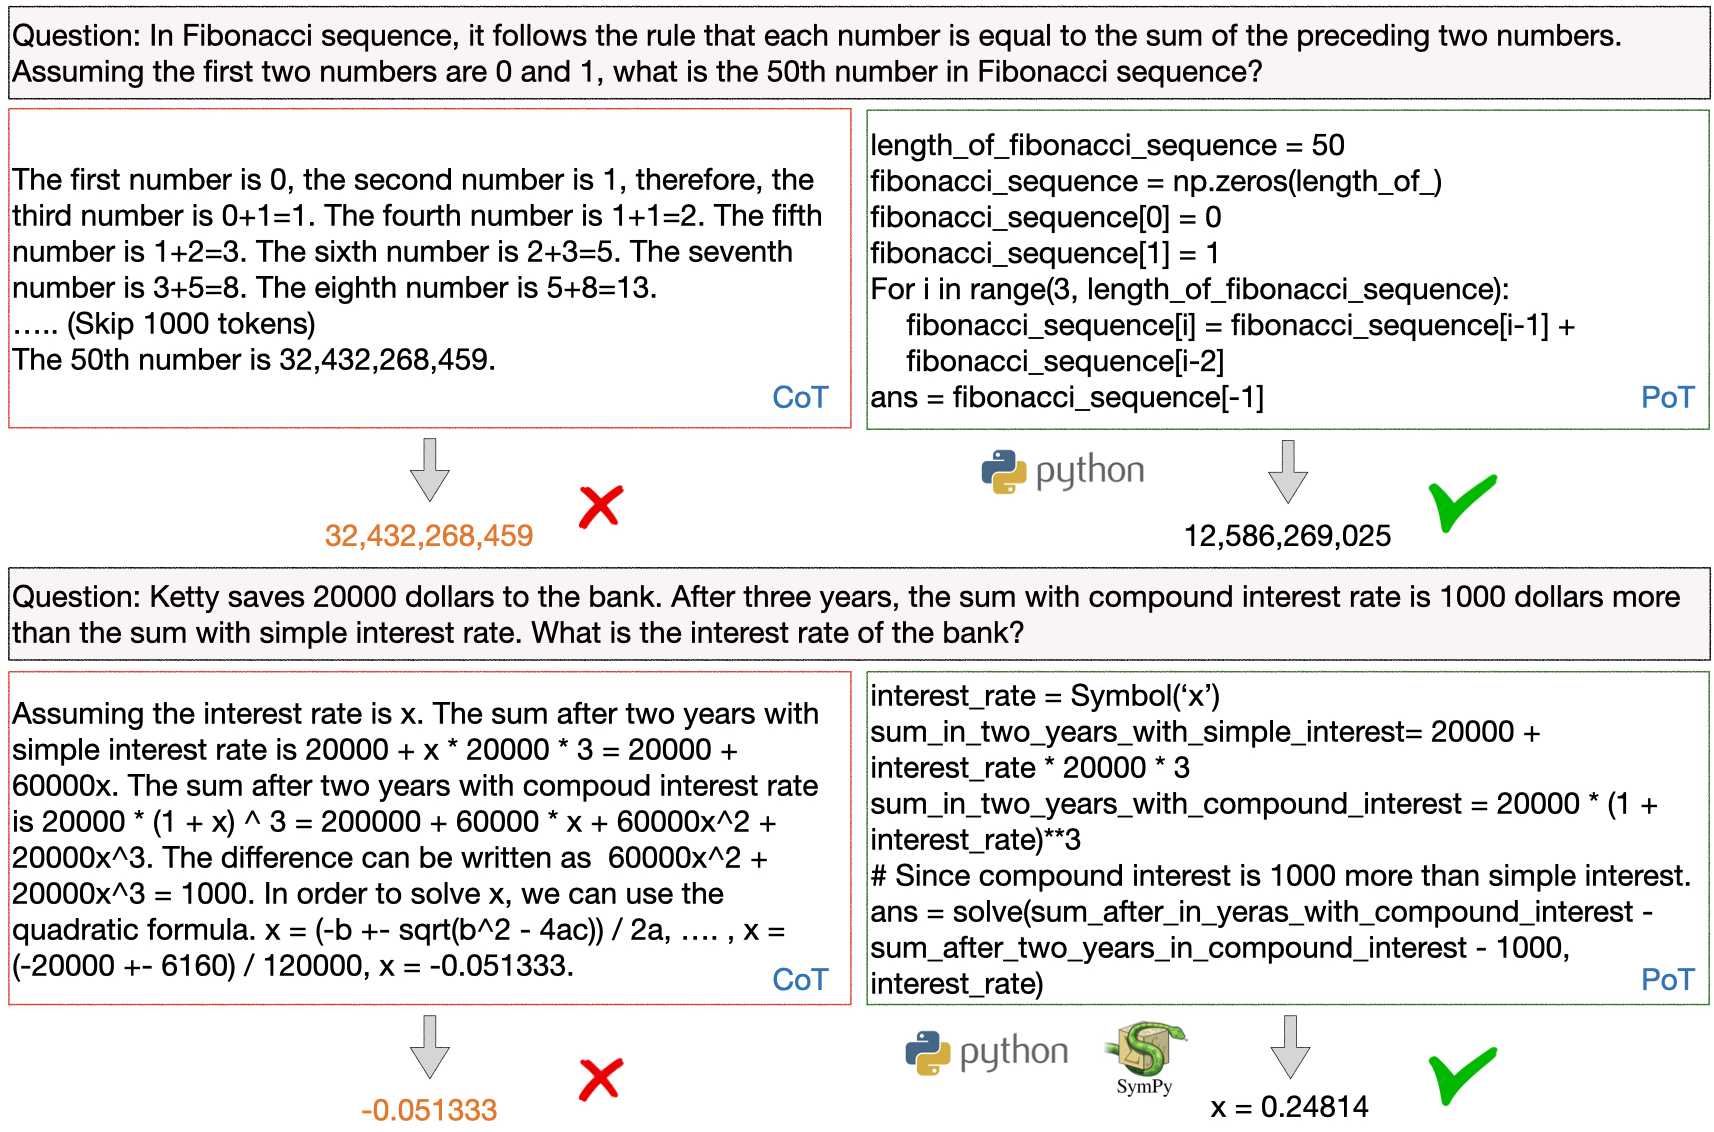 Question: In Fibonacci sequence, it follows the rule that each number is equal to the sum of the preceding two numbers.
Assuming the first two numbers are 0 and 1, what is the 50th number in Fibonacci sequence?
The first number is 0, the second number is 1, therefore, the
third number is 0+1=1. The fourth number is 1+1=2. The fifth
number is 1+2=3. The sixth number is 2+3=5. The seventh
number is 3+5=8. The eighth number is 5+8=13.
….. (Skip 1000 tokens)
The 50th number is 32,432,268,459.
CoT
length_of_fibonacci_sequence = 50
fibonacci_sequence = np.zeros(length_of_)
fibonacci_sequence[0] = 0
fibonacci_sequence[1] = 1
For i in range(3, length_of_fibonacci_sequence):
fibonacci_sequence[i] = fibonacci_sequence[i-1] +
fibonacci_sequence[i-2]
ans = fibonacci_sequence[-1]
PoT
32,432,268,459
python
12,586,269,025
Question: Ketty saves 20000 dollars to the bank. After three years, the sum with compound interest rate is 1000 dollars more
than the sum with simple interest rate. What is the interest rate of the bank?
Assuming the interest rate is x. The sum after two years with
simple interest rate is 20000 + x * 20000 * 3 = 20000 +
60000x. The sum after two years with compoud interest rate
is 20000 * (1 + x) ^ 3 = 200000 + 60000 * x + 60000x^2 +
20000x^3. The difference can be written as 60000x^2 +
20000x^3 = 1000. In order to solve x, we can use the
quadratic formula. x = (-b +- sqrt(b^2 - 4ac)) / 2a, …. , x =
(-20000 +- 6160) / 120000, x = -0.051333.
CoT
interest_rate = Symbol(‘x’)
sum_in_two_years_with_simple_interest= 20000 +
interest_rate * 20000 * 3
sum_in_two_years_with_compound_interest = 20000 * (1 +
interest_rate)**3
# Since compound interest is 1000 more than simple interest.
ans = solve(sum_after_in_yeras_with_compound_interest -
sum_after_two_years_in_compound_interest - 1000,
interest_rate)
PoT
-0.051333
python
SymPy
x = 0.24814